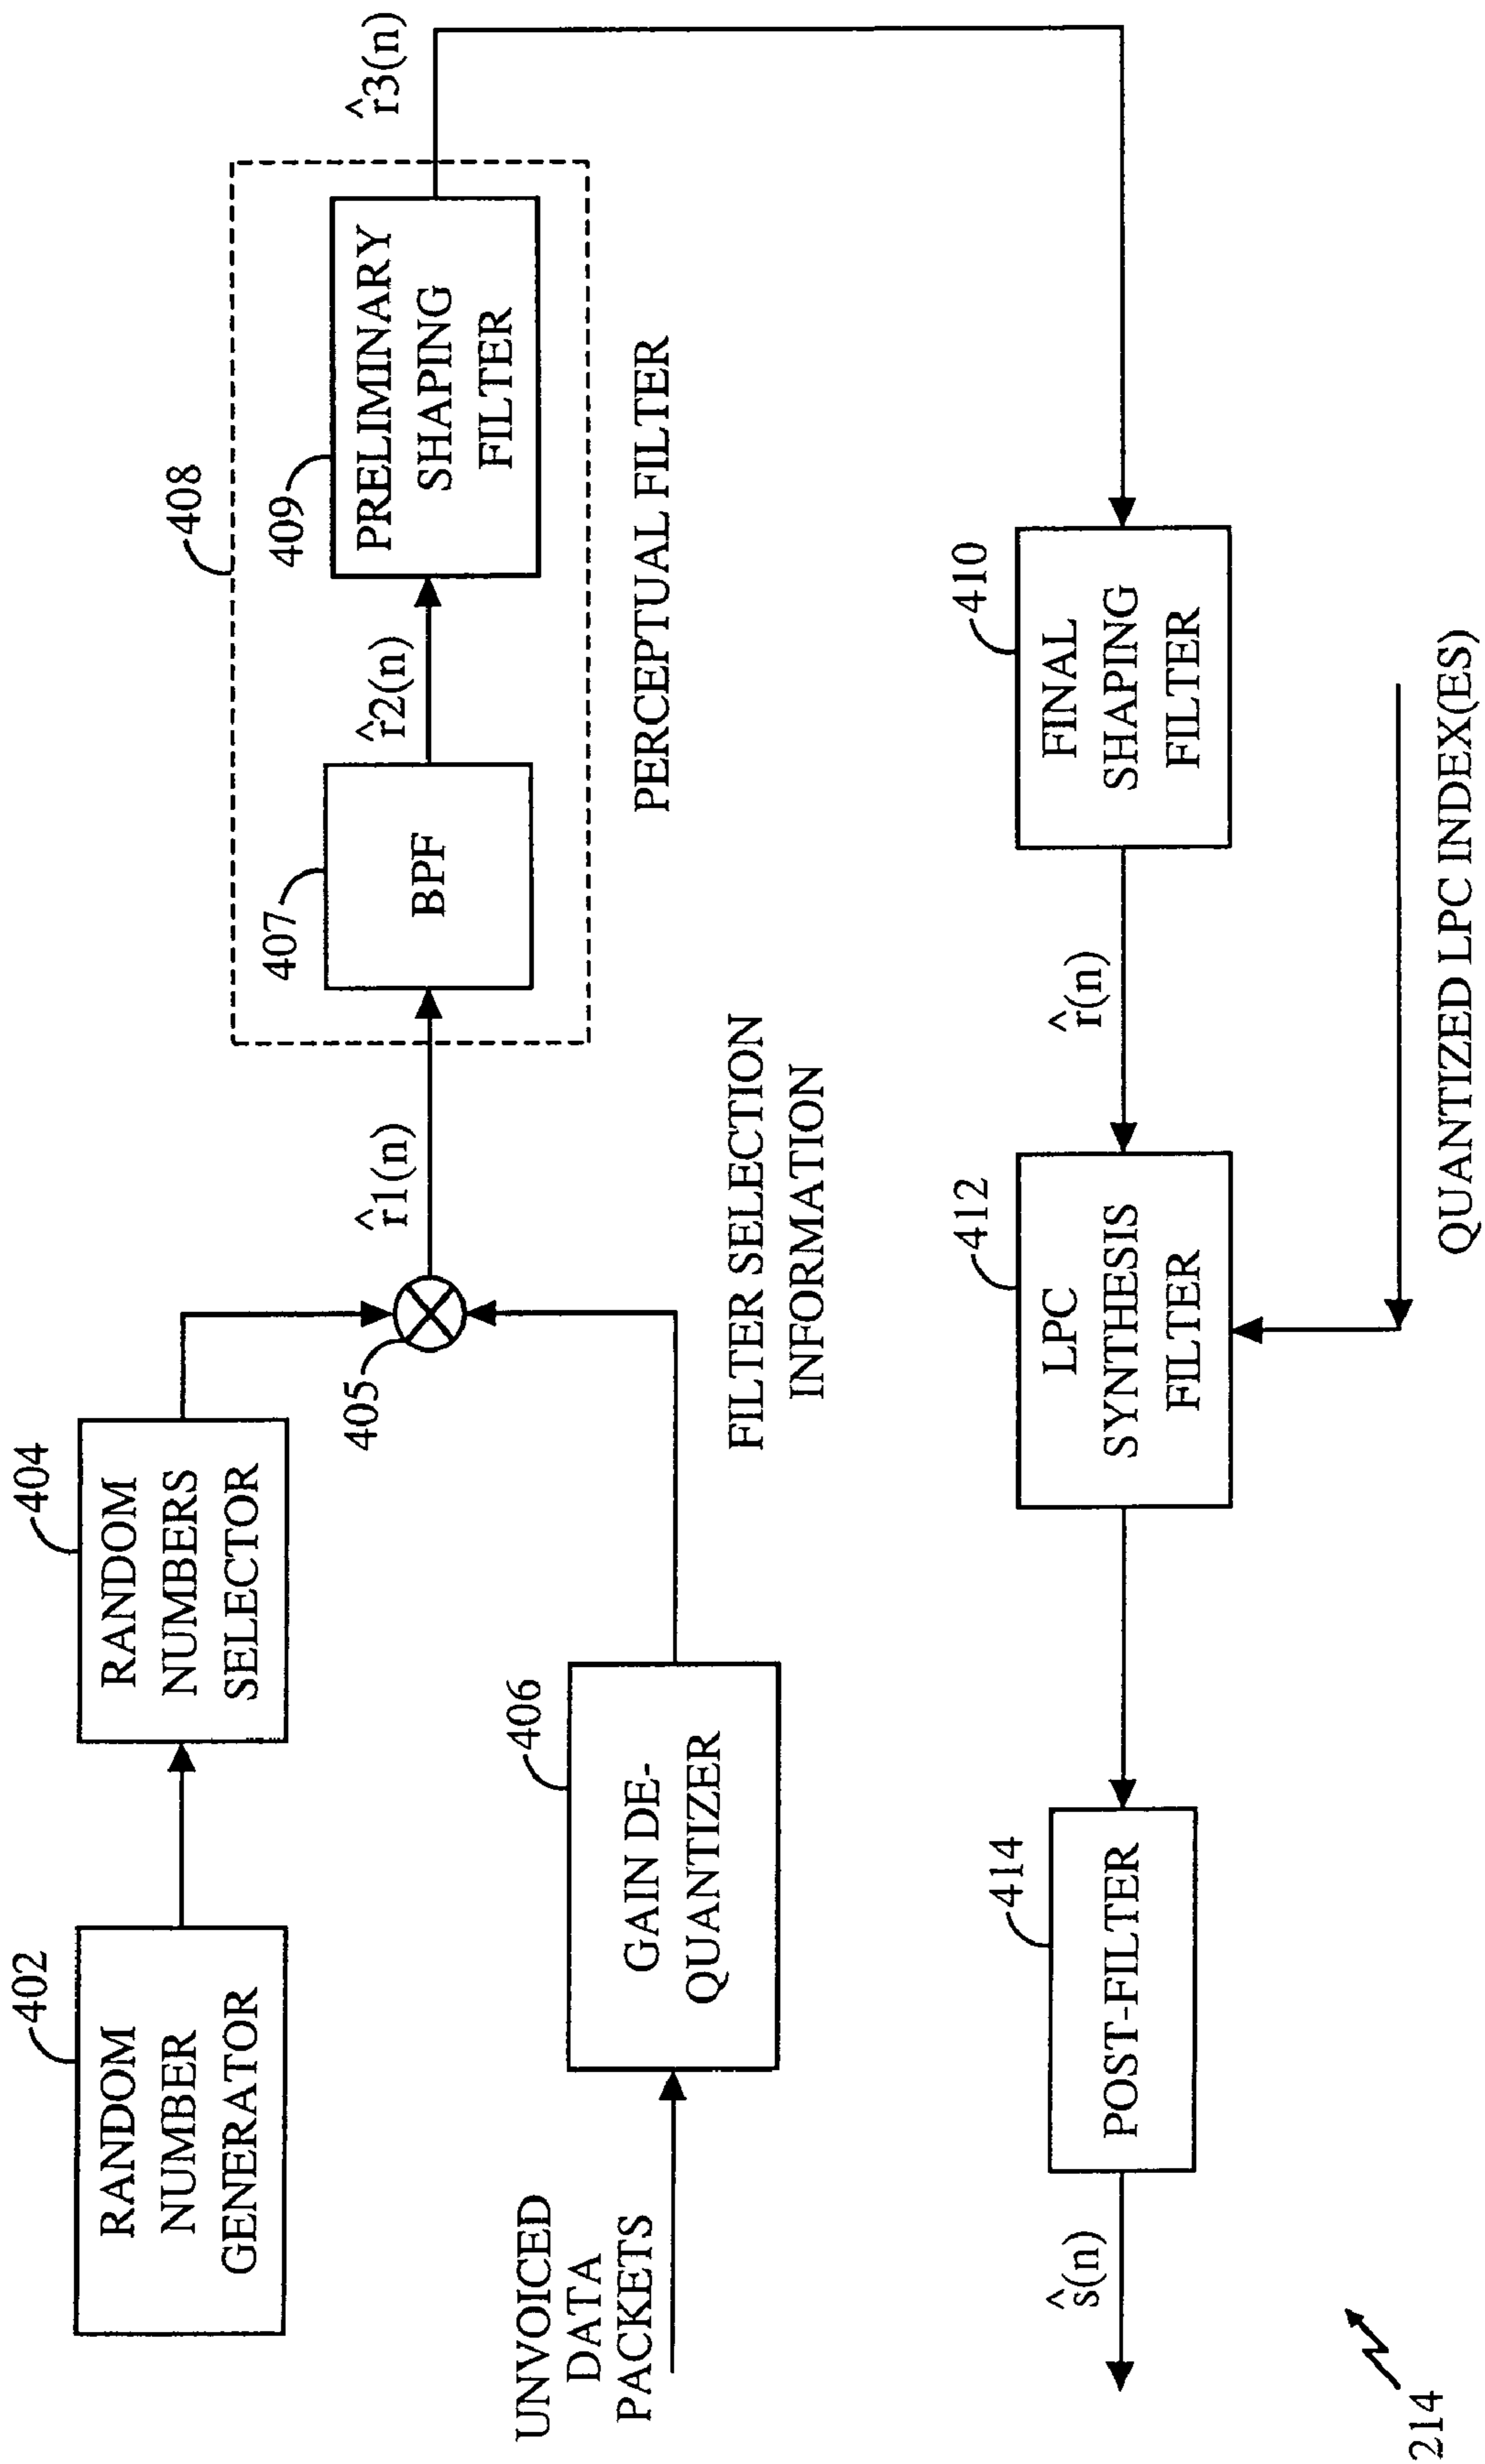 402
RANDOM
NUMBER
GENERATOR
404
RANDOM
NUMBERS
SELECTOR
405
r̂1(n)
UNVOICED
DATA
PACKETS
406
GAIN DE-
QUANTIZER
408
407
BPF
r̂2(n)
409
PRELIMINARY
SHAPING
FILTER
r̂3(n)
PERCEPTUAL FILTER
FILTER SELECTION
INFORMATION
410
FINAL
SHAPING
FILTER
r̂(n)
412
LPC
SYNTHESIS
FILTER
414
POST-FILTER
ŝ(n)
QUANTIZED LPC INDEX(ES)
214